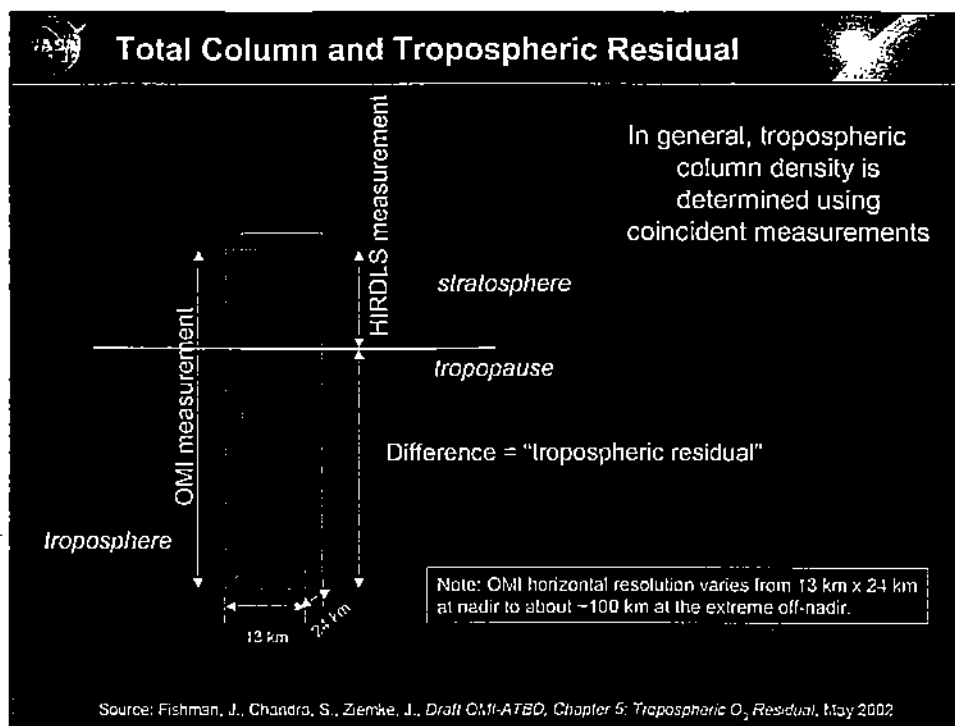 NASA
Total Column and Tropospheric Residual
In general, tropospheric
column density is
determined using
coincident measurements
HIRDLS measurement
stratosphere
OMI measurement
tropopause
Difference = "tropospheric residual"
troposphere
Note: OMI horizontal resolution varies from 13 km x 24 km
at nadir to about ~100 km at the extreme off-nadir.
13 km
24 km
Source: Fishman, J., Chandra, S., Ziemke, J., Draft OMI-ATBD, Chapter 5: Tropospheric O₃ Residual, May 2002